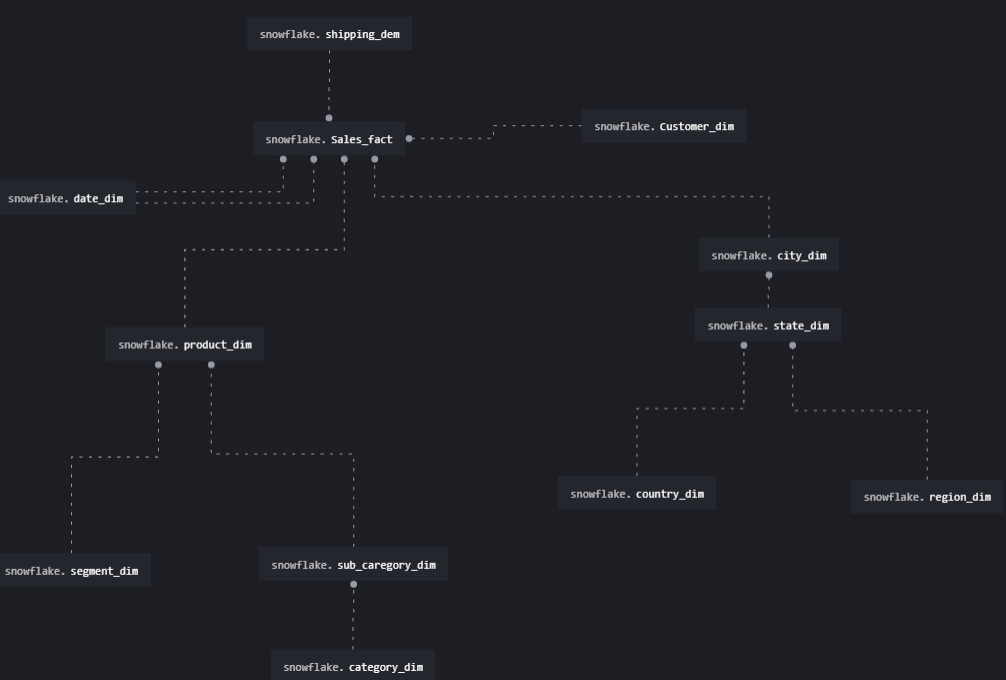 snowflake. shipping_dem
snowflake. Customer_dim
snowflake. Sales_fact
snowflake. date_dim
snowflake. city_dim
snowflake. state_dim
snowflake. product_dim
snowflake. country_dim
snowflake. region_dim
snowflake. sub_caregory_dim
snowflake. segment_dim
snowflake. category_dim